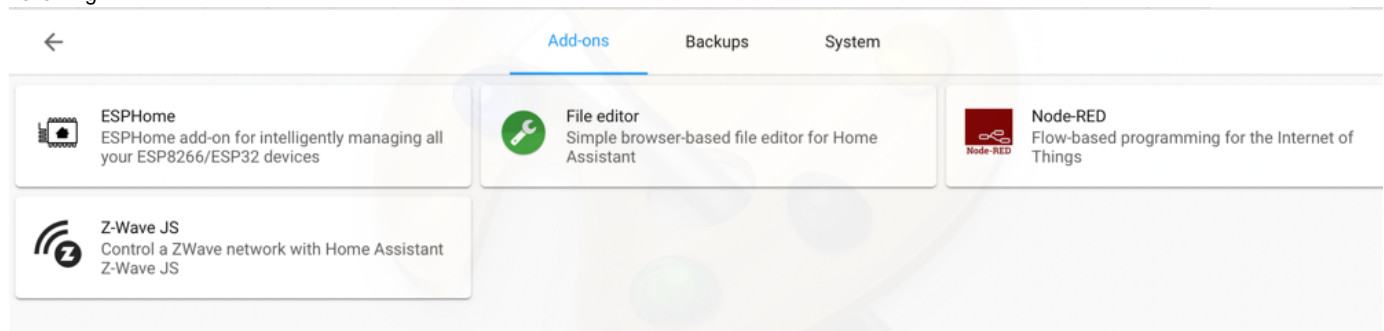 Add-ons Backups System
ESPHome
ESPHome add-on for intelligently managing all
your ESP8266/ESP32 devices
File editor
Simple browser-based file editor for Home
Assistant
Node-RED
Node-RED
Flow-based programming for the Internet of
Things
Z-Wave JS
Control a ZWave network with Home Assistant
Z-Wave JS